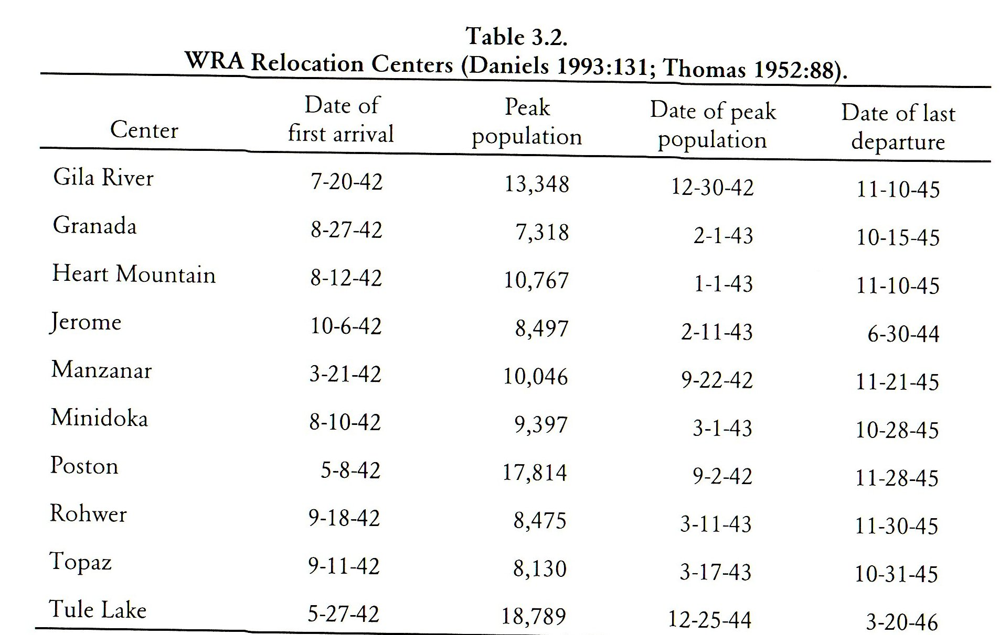 Table 3.2.
WRA Relocation Centers (Daniels 1993:131; Thomas 1952:88).
Center Date of first arrival Peak population Date of peak population Date of last departure
Gila River 7-20-42 13,348 12-30-42 11-10-45
Granada 8-27-42 7,318 2-1-43 10-15-45
Heart Mountain 8-12-42 10,767 1-1-43 11-10-45
Jerome 10-6-42 8,497 2-11-43 6-30-44
Manzanar 3-21-42 10,046 9-22-42 11-21-45
Minidoka 8-10-42 9,397 3-1-43 10-28-45
Poston 5-8-42 17,814 9-2-42 11-28-45
Rohwer 9-18-42 8,475 3-11-43 11-30-45
Topaz 9-11-42 8,130 3-17-43 10-31-45
Tule Lake 5-27-42 18,789 12-25-44 3-20-46